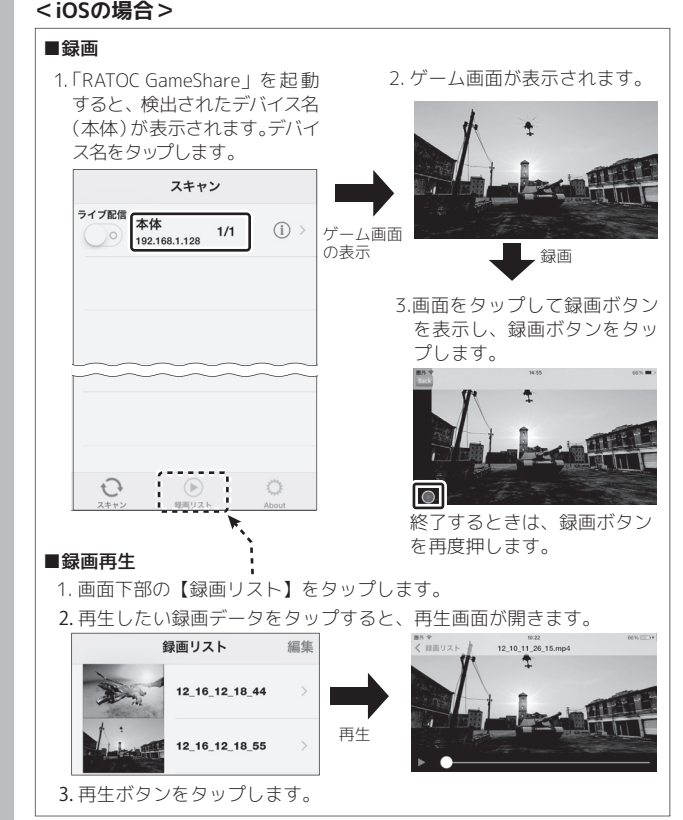 ＜iOSの場合＞
■録画
1.「RATOC GameShare」を起動
すると、検出されたデバイス名
（本体）が表示されます。デバイ
ス名をタップします。
スキャン
ライブ配信
本体
192.168.1.128
1/1
スキャン
録画リスト
About
ゲーム画面
の表示
2. ゲーム画面が表示されます。
録画
3.画面をタップして録画ボタン
を表示し、録画ボタンをタッ
プします。
圏外
14:55
66%
Back
終了するときは、録画ボタン
を再度押します。
■録画再生
1. 画面下部の【録画リスト】をタップします。
2. 再生したい録画データをタップすると、再生画面が開きます。
録画リスト
編集
12_16_12_18_44
12_16_12_18_55
再生
圏外
10:22
66%
録画リスト
12_10_11_26_15.mp4
3. 再生ボタンをタップします。